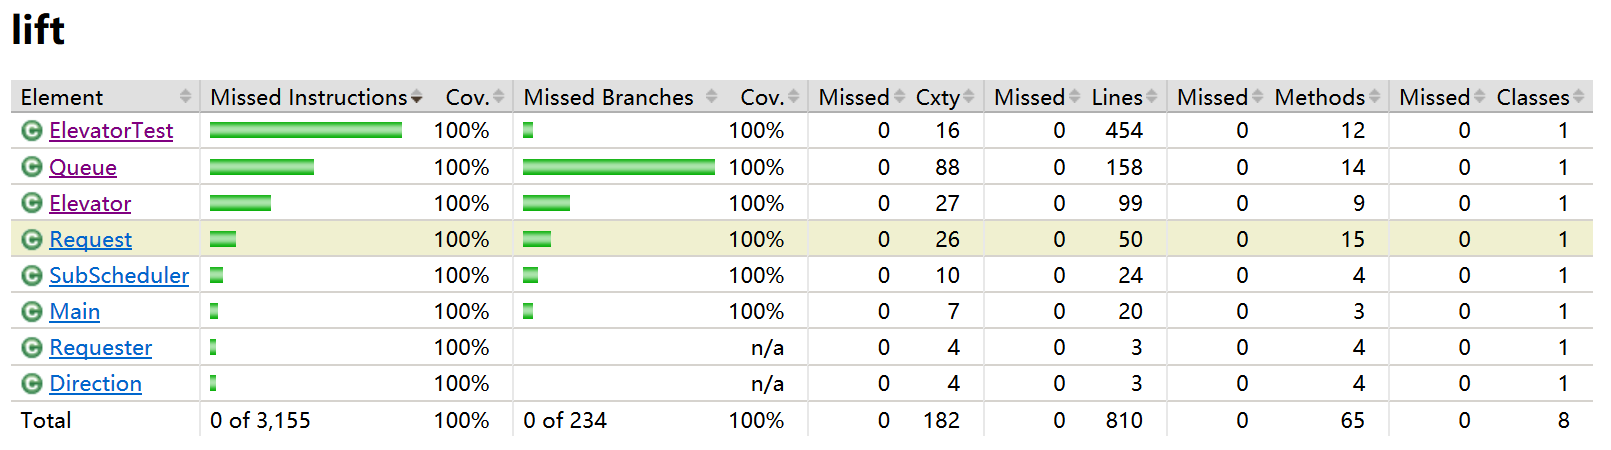 lift
Element Missed Instructions Cov. Missed Branches Cov. Missed Cxty Missed Lines Missed Methods Missed Classes
C ElevatorTest 100% 100% 0 16 0 454 0 12 0 1
C Queue 100% 100% 0 88 0 158 0 14 0 1
C Elevator 100% 100% 0 27 0 99 0 9 0 1
C Request 100% 100% 0 26 0 50 0 15 0 1
C SubScheduler 100% 100% 0 10 0 24 0 4 0 1
C Main 100% 100% 0 7 0 20 0 3 0 1
C Requester 100% n/a 0 4 0 3 0 4 0 1
C Direction 100% n/a 0 4 0 3 0 4 0 1
Total 0 of 3,155 100% 0 of 234 100% 0 182 0 810 0 65 0 8